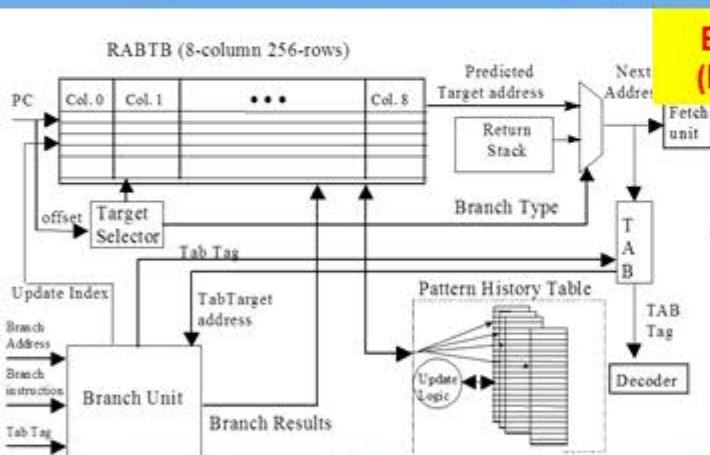 RABTB (8-column 256-rows)
PC
Col. 0
Col. 1
• • •
Col. 8
Predicted
Target address
Next
Return
Stack
Fetch
unit
offset
Target
Selector
Branch Type
Tab Tag
T
A
B
Update Index
TabTarget
address
Pattern History Table
TAB
Tag
Branch
Address
Branch
instruction
Tab Tag
Branch Unit
Branch Results
Update
Logic
Decoder